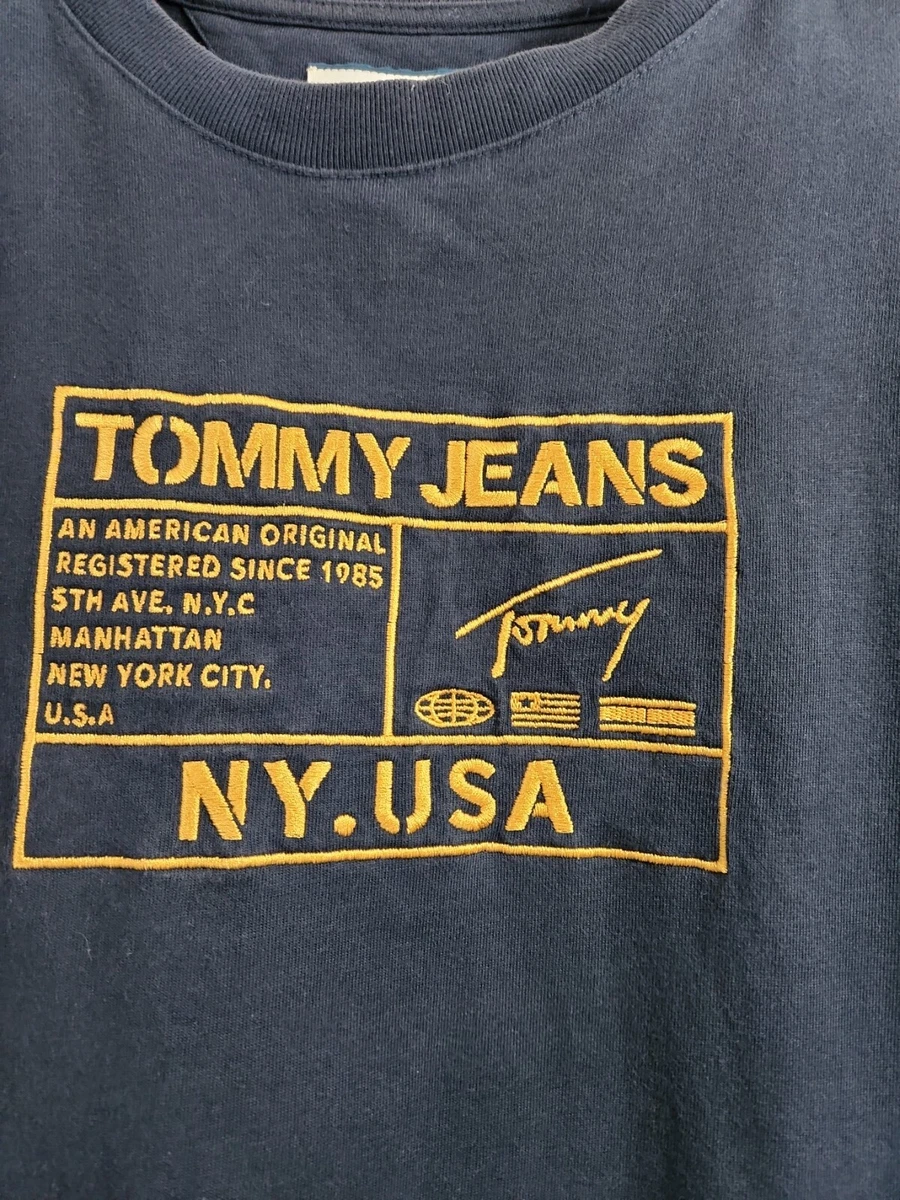 TOMMY JEANS
AN AMERICAN ORIGINAL
REGISTERED SINCE 1985
5TH AVE. N.Y.C
MANHATTAN
NEW YORK CITY.
U.S.A
Tommy
NY.USA